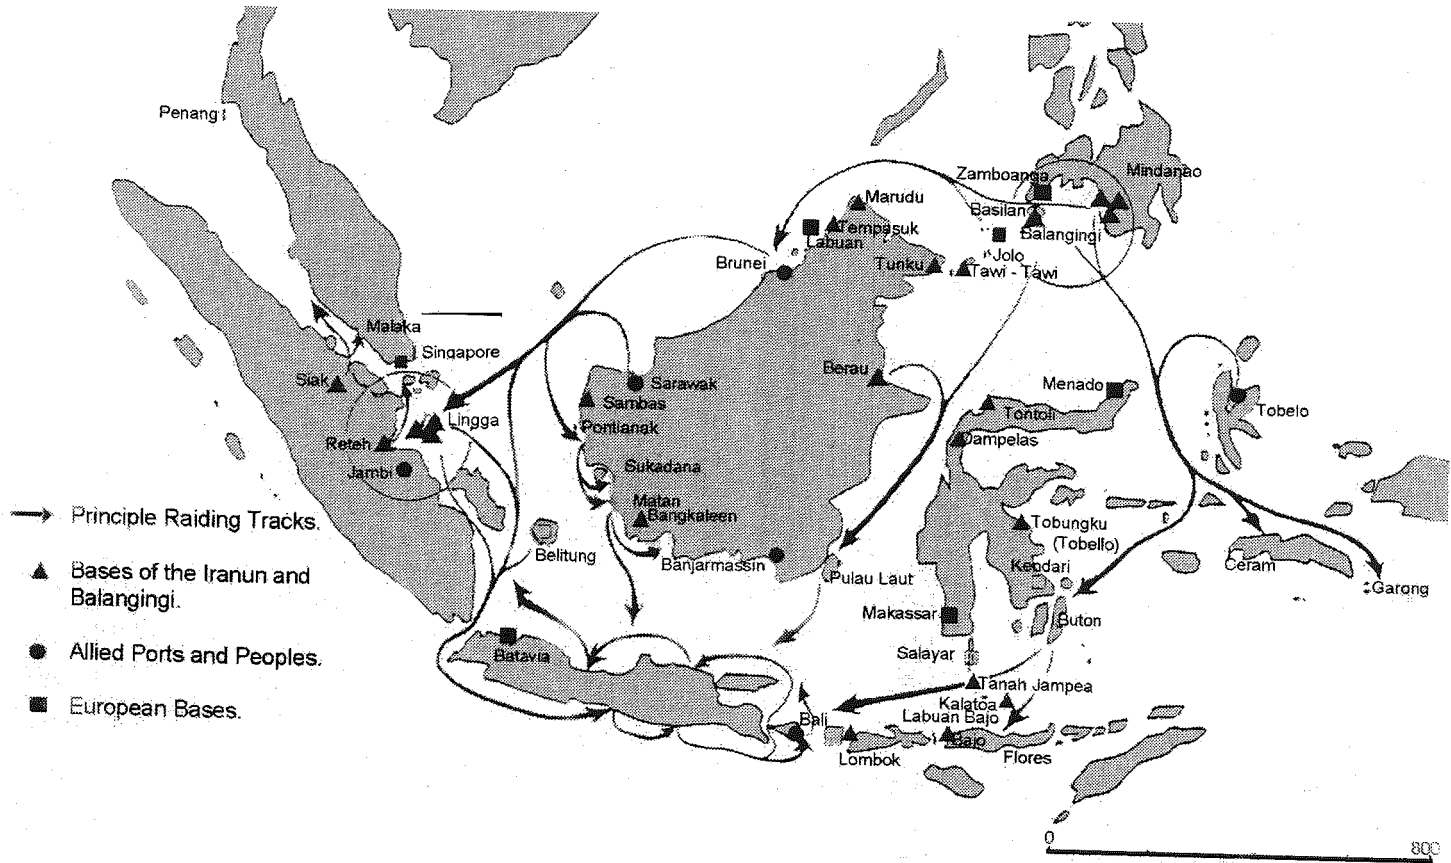 Penang
Zamboanga
Mindanao
Marudu
Basilan
Tempasuk
Balangingi
Labuan
Jolo
Brunei
Tunku
Tawi - Tawi
Malaka
Singapore
Siak
Sarawak
Berau
Menado
Sambas
Tontoli
Tobelo
Lingga
Pontianak
Reteh
Dampelas
Jambi
Sukadana
Matan
Principle Raiding Tracks.
Bangkaleen
Tobungku
(Tobello)
Belitung
Banjarmassin
Kendari
Ceram
Bases of the Iranun and
Balangingi.
Pulau Laut
Garong
Makassar
Buton
Allied Ports and Peoples.
Batavia
Salayar
Tanah Jampea
Kalatoa
European Bases.
Bali
Labuan Bajo
Bajo
Lombok
Flores
0
800